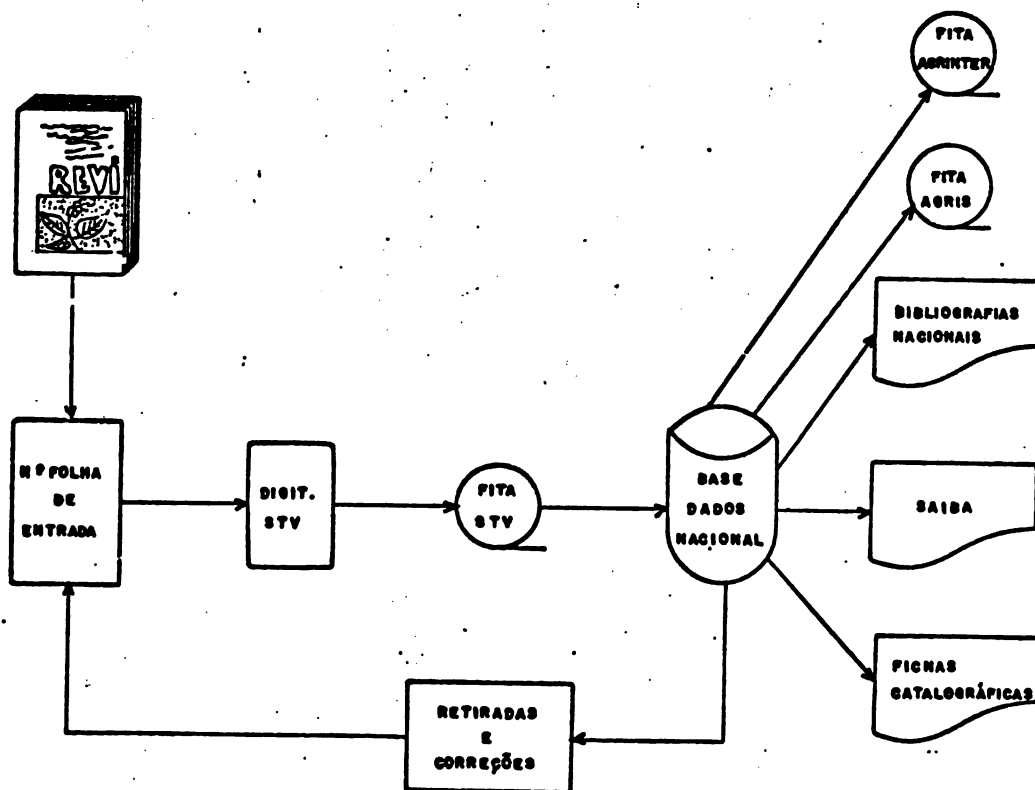 FITA
AGRINTER
REVI
FITA
AGRIS
BIBLIOGRAFIAS
NACIONAIS
Nº FOLHA
DE
ENTRADA
DIGIT.
STV
FITA
STV
BASE
DADOS
NACIONAL
SAIBA
FICHAS
CATALOGRÁFICAS
RETIRADAS
E
CORREÇÕES